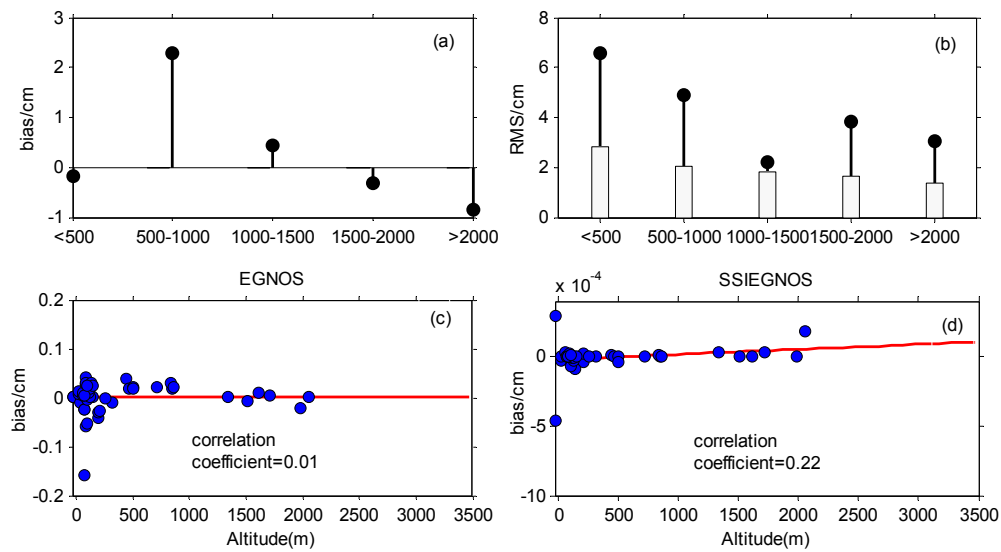 3
2
1
0
-1
bias/cm
(a)
<500
500-1000
1000-1500
1500-2000
>2000
8
6
4
2
0
RMS/cm
(b)
<500
500-1000
1000-1500
1500-2000
>2000
EGNOS
0.2
0.1
0
-0.1
-0.2
bias/cm
(c)
correlation
coefficient=0.01
0
500
1000
1500
2000
2500
3000
3500
Altitude(m)
SSIEGNOS
x 10-4
0
-5
-10
bias/cm
(d)
correlation
coefficient=0.22
0
500
1000
1500
2000
2500
3000
3500
Altitude(m)